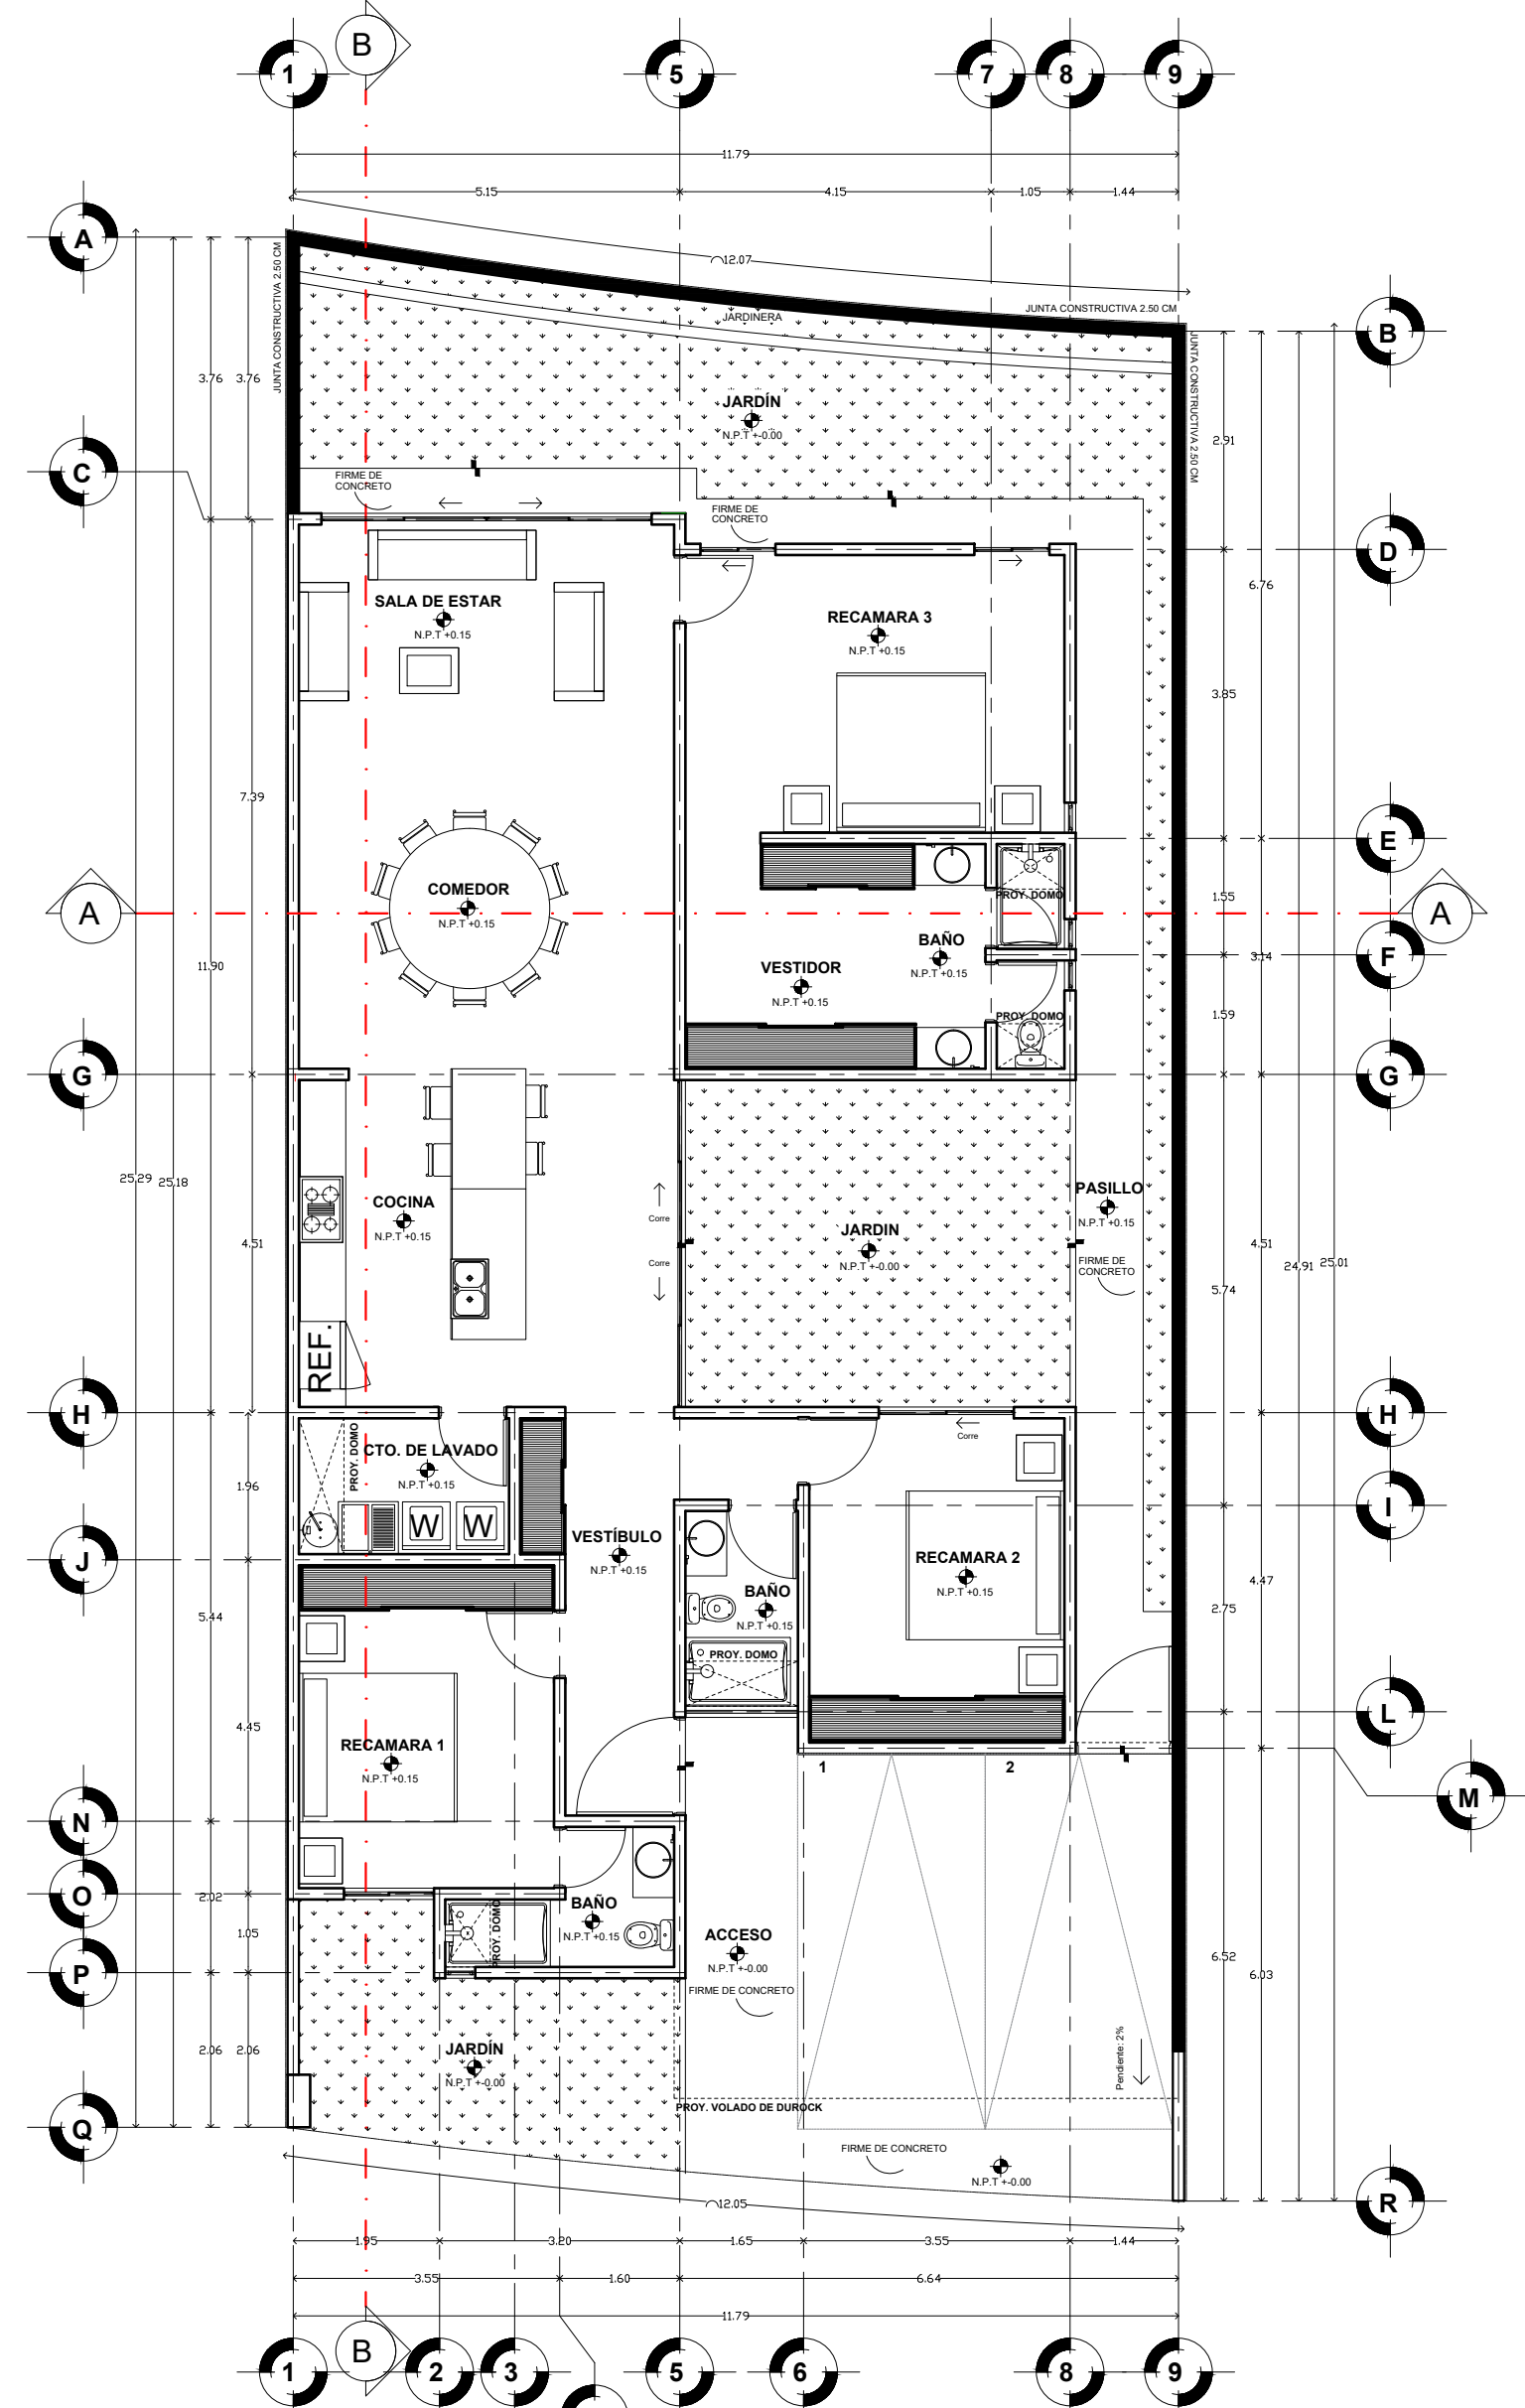 B
1
5
7
8
9
11.79
5.15
4.15
1.05
1.44
A
12.07
JUNTA CONSTRUCTIVA 2.50 CM
JUNTA CONSTRUCTIVA 2.50 CM
JARDINERA
B
JUNTA CONSTRUCTIVA 2.50 CM
3.76
3.76
JARDÍN
N.P.T +-0.00
2.91
C
FIRME DE
CONCRETO
FIRME DE
CONCRETO
D
6.76
SALA DE ESTAR
N.P.T +0.15
RECAMARA 3
N.P.T +0.15
3.85
7.39
E
COMEDOR
N.P.T +0.15
PROY. DOMO
1.55
A
A
BAÑO
N.P.T +0.15
F
3.14
11.90
VESTIDOR
N.P.T +0.15
PROY. DOMO
1.59
G
G
25.29
25.18
COCINA
N.P.T +0.15
Corre
Corre
JARDIN
N.P.T +-0.00
PASILLO
N.P.T +0.15
FIRME DE
CONCRETO
4.51
4.51
24.91
25.01
5.74
REF.
H
H
Corre
PROY. DOMO
CTO. DE LAVADO
N.P.T +0.15
1.96
I
W
W
VESTÍBULO
N.P.T +0.15
J
RECAMARA 2
N.P.T +0.15
BAÑO
N.P.T +0.15
4.47
2.75
5.44
PROY. DOMO
L
4.45
RECAMARA 1
N.P.T +0.15
1
2
M
N
O
2.02
BAÑO
N.P.T +0.15
PROY. DOMO
1.05
ACCESO
N.P.T +-0.00
FIRME DE CONCRETO
6.52
6.03
P
JARDÍN
N.P.T +-0.00
2.06
2.06
Pendiente: 2%
PROY. VOLADO DE DUROCK
Q
FIRME DE CONCRETO
N.P.T +-0.00
R
12.05
1.95
3.20
1.65
3.55
1.44
3.55
1.60
6.64
11.79
1
B
2
3
5
6
8
9